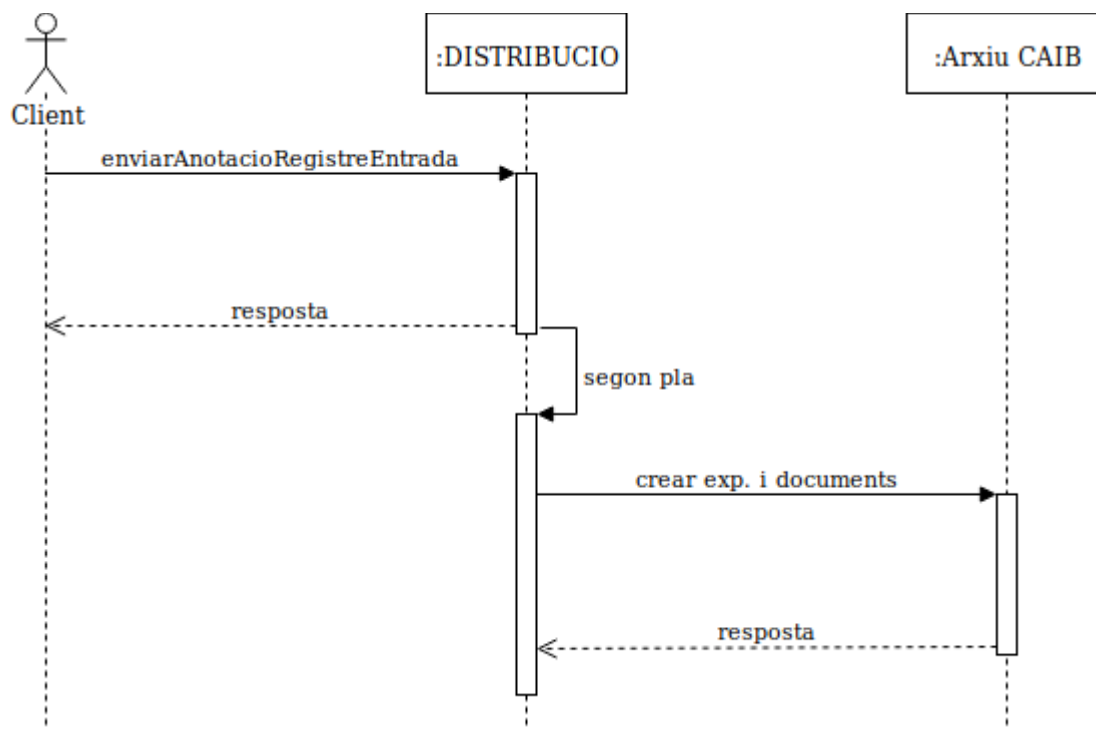 :DISTRIBUCIO
:Arxiu CAIB
Client
enviarAnotacioRegistreEntrada
resposta
segon pla
crear exp. i documents
resposta